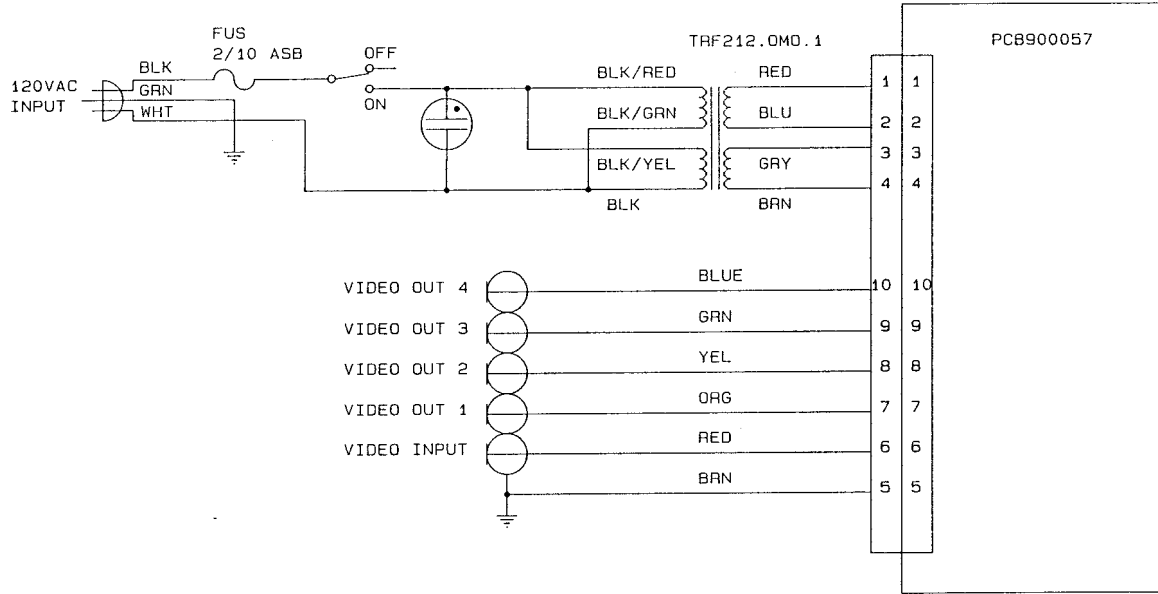 FUS
2/10 ASB
120VAC
INPUT
BLK
GRN
WHT
OFF
ON
TRF212.OMO.1
PCB900057
BLK/RED
RED
BLK/GRN
BLU
BLK/YEL
GRY
BLK
BRN
1 1
2 2
3 3
4 4
VIDEO OUT 4
BLUE
10 10
VIDEO OUT 3
GRN
9 9
VIDEO OUT 2
YEL
8 8
VIDEO OUT 1
ORG
7 7
VIDEO INPUT
RED
6 6
BRN
5 5